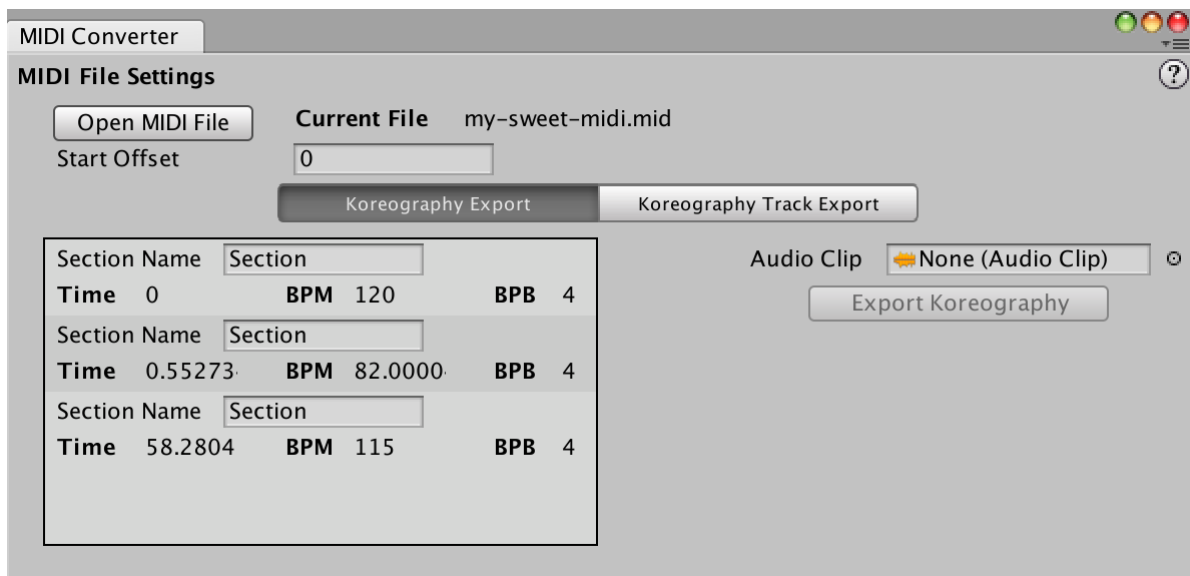 MIDI Converter
MIDI File Settings
?
Open MIDI File Current File my-sweet-midi.mid
Start Offset 0
Koreography Export Koreography Track Export
Section Name Section
Time 0 BPM 120 BPB 4
Section Name Section
Time 0.55273 BPM 82.0000 BPB 4
Section Name Section
Time 58.2804 BPM 115 BPB 4
Audio Clip None (Audio Clip)
Export Koreography